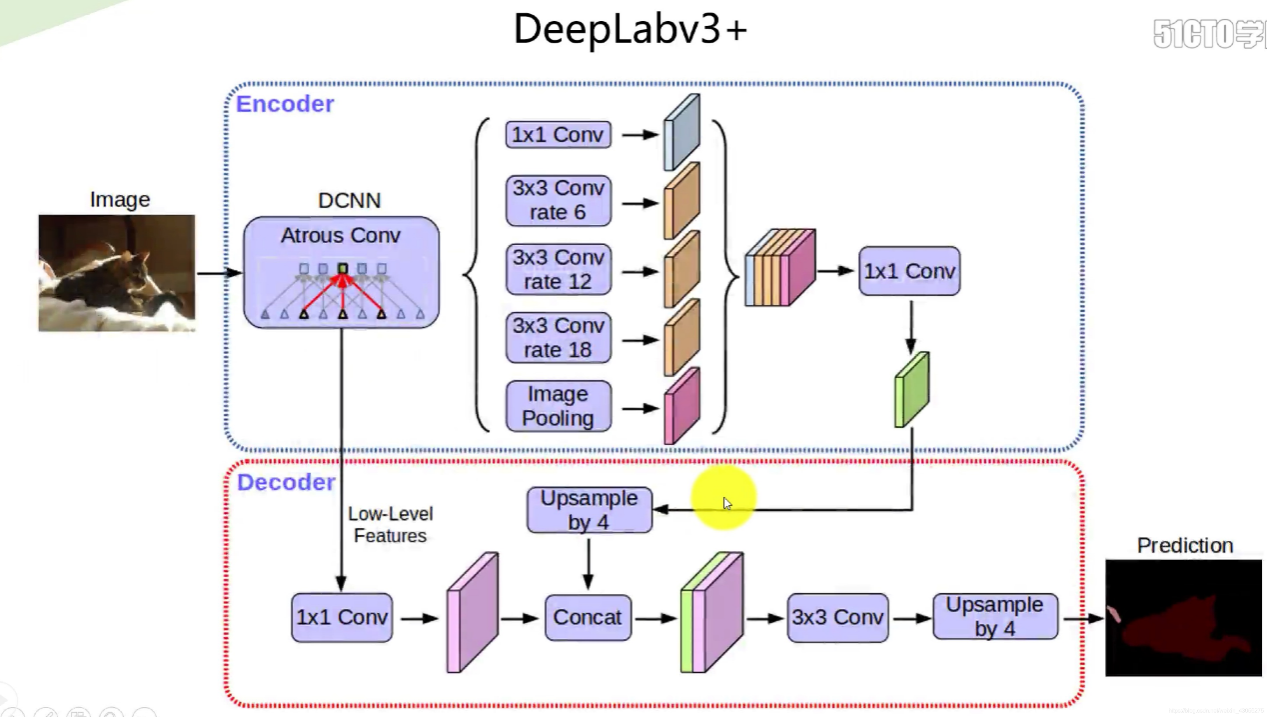 DeepLabv3+
51CTO学
Encoder
Image
DCNN
Atrous Conv
1x1 Conv
3x3 Conv
rate 6
3x3 Conv
rate 12
3x3 Conv
rate 18
Image
Pooling
1x1 Conv
Decoder
Low-Level
Features
Upsample
by 4
1x1 Conv
Concat
3x3 Conv
Upsample
by 4
Prediction